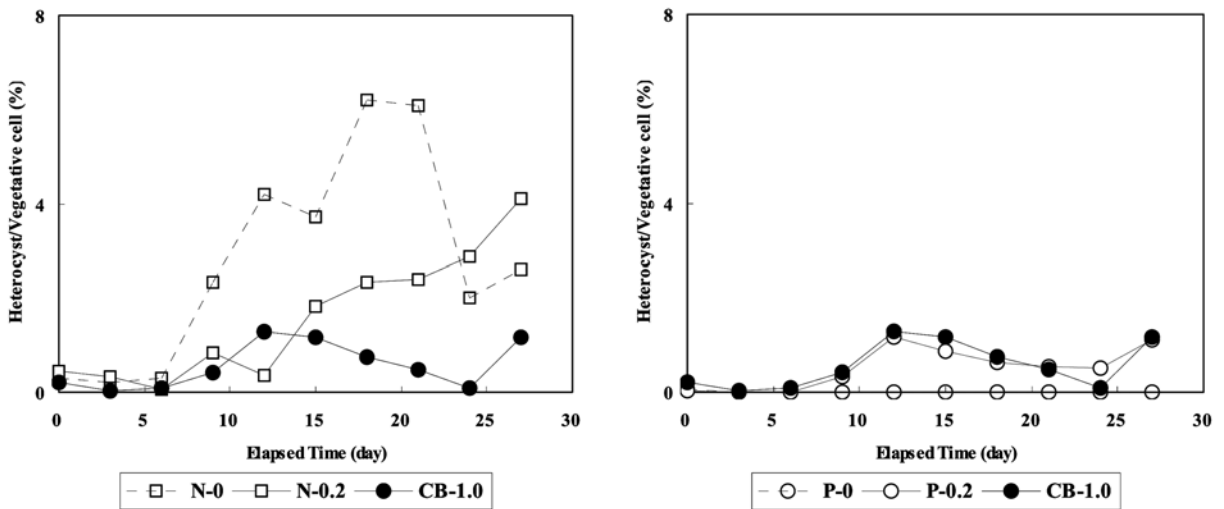 8
4
0
Heterocyst/Vegetative cell (%)
0 5 10 15 20 25 30
Elapsed Time (day)
N-0 N-0.2 CB-1.0
8
4
0
Heterocyst/Vegetative cell (%)
0 5 10 15 20 25 30
Elapsed Time (day)
P-0 P-0.2 CB-1.0